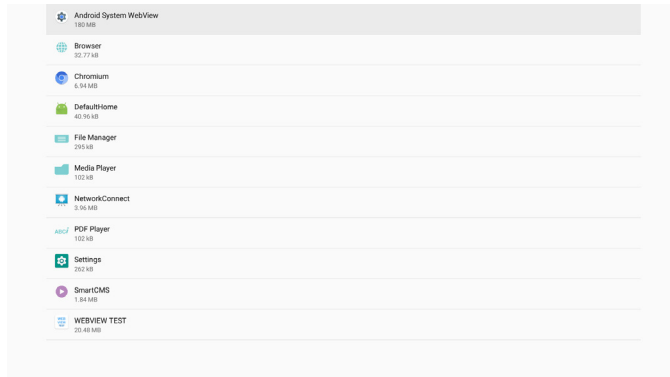 Android System WebView
180 MB
Browser
32.77 kB
Chromium
6.94 MB
DefaultHome
40.96 kB
File Manager
295 kB
Media Player
102 kB
NetworkConnect
3.96 MB
PDF Player
102 kB
Settings
262 kB
SmartCMS
1.84 MB
WEBVIEW TEST
20.48 MB